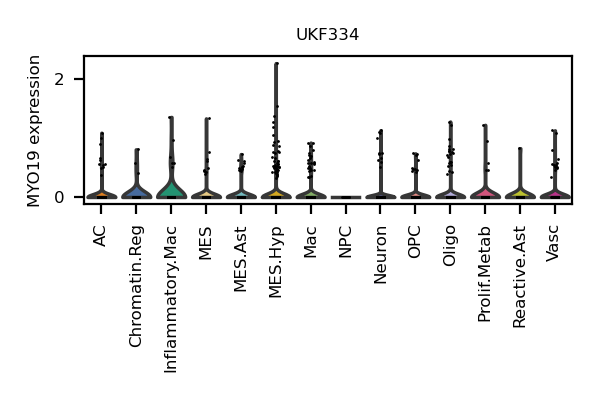 UKF334
MYO19 expression
2
0
AC
Chromatin.Reg
Inflammatory.Mac
MES
MES.Ast
MES.Hyp
Mac
NPC
Neuron
OPC
Oligo
Prolif.Metab
Reactive.Ast
Vasc